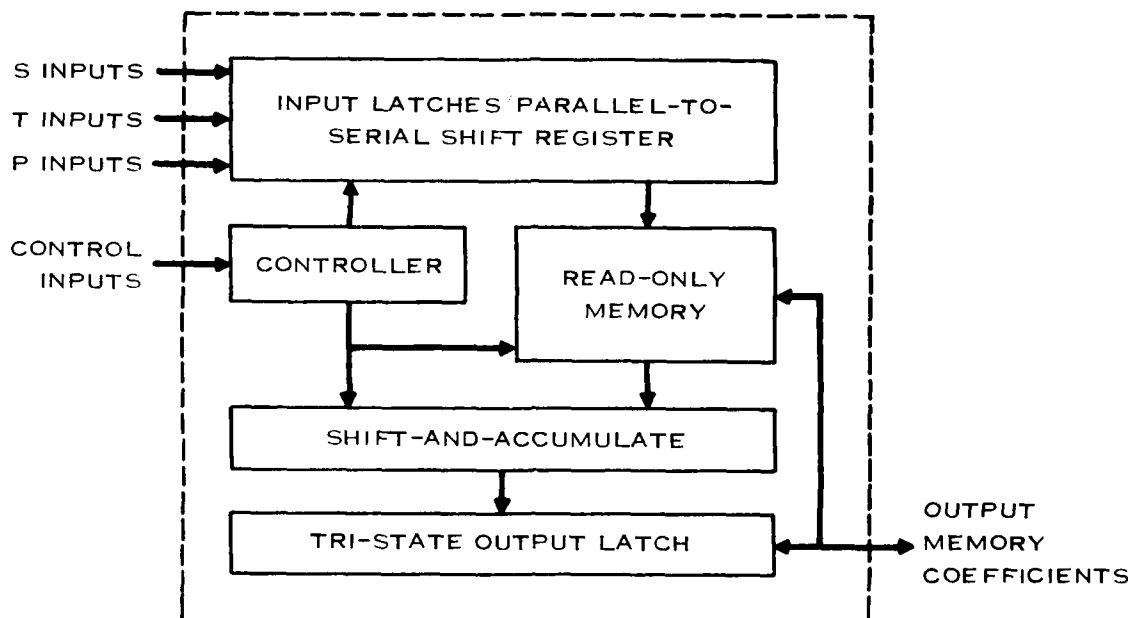 S INPUTS
T INPUTS
P INPUTS
INPUT LATCHES PARALLEL-TO-
SERIAL SHIFT REGISTER
CONTROL
INPUTS
CONTROLLER
READ-ONLY
MEMORY
SHIFT-AND-ACCUMULATE
TRI-STATE OUTPUT LATCH
OUTPUT
MEMORY
COEFFICIENTS